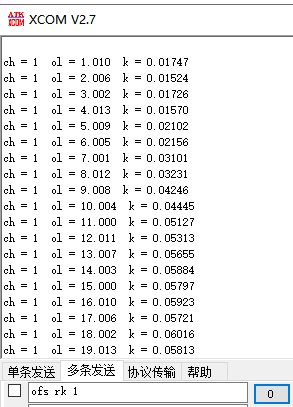 ATK
XCOM
XCOM V2.7
ch = 1 ol = 1.010 k = 0.01747
ch = 1 ol = 2.006 k = 0.01524
ch = 1 ol = 3.002 k = 0.01726
ch = 1 ol = 4.013 k = 0.01570
ch = 1 ol = 5.009 k = 0.02102
ch = 1 ol = 6.005 k = 0.02156
ch = 1 ol = 7.001 k = 0.03101
ch = 1 ol = 8.012 k = 0.03231
ch = 1 ol = 9.008 k = 0.04246
ch = 1 ol = 10.004 k = 0.04445
ch = 1 ol = 11.000 k = 0.05127
ch = 1 ol = 12.011 k = 0.05313
ch = 1 ol = 13.007 k = 0.05655
ch = 1 ol = 14.003 k = 0.05884
ch = 1 ol = 15.000 k = 0.05797
ch = 1 ol = 16.010 k = 0.05923
ch = 1 ol = 17.006 k = 0.05721
ch = 1 ol = 18.002 k = 0.06016
ch = 1 ol = 19.013 k = 0.05813
单条发送 多条发送 协议传输 帮助
ofs rk 1 0